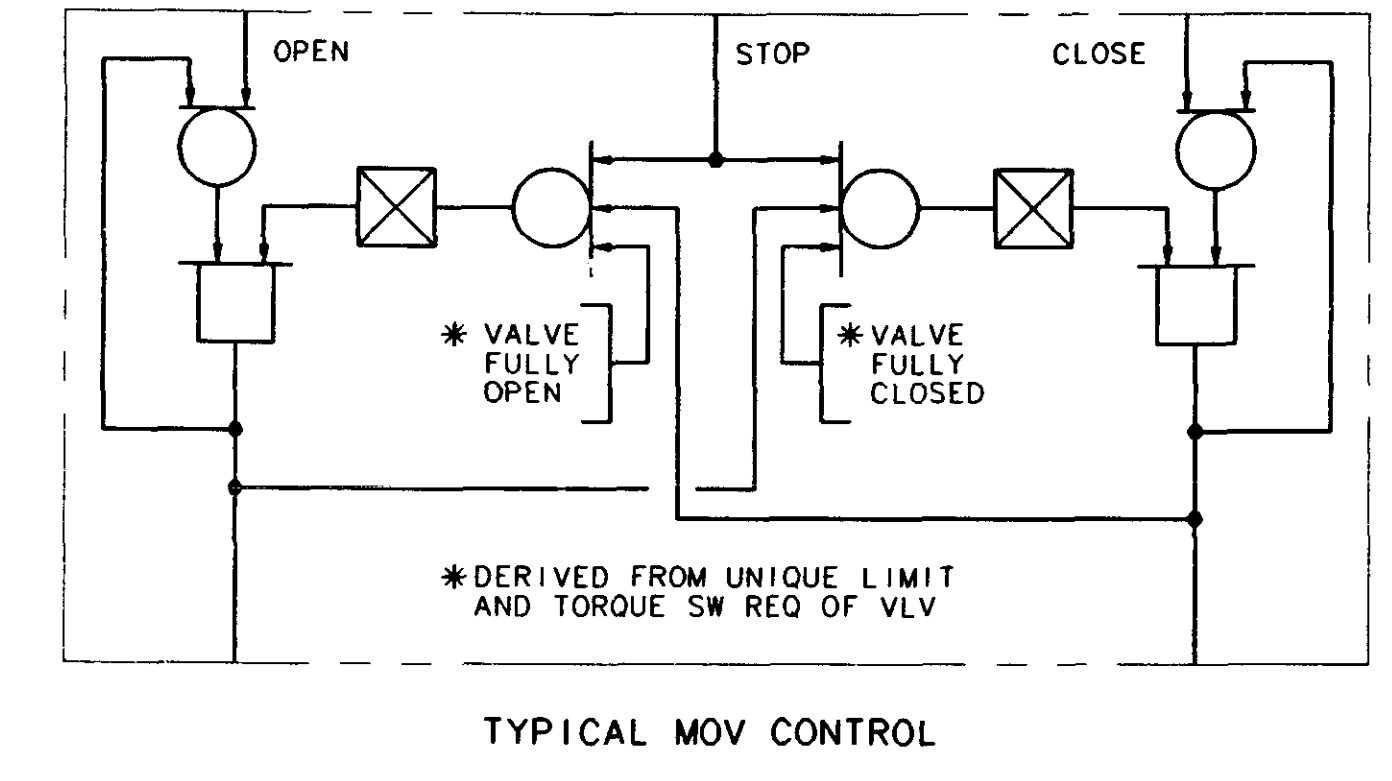 OPEN
STOP
CLOSE
* VALVE
FULLY
OPEN
* VALVE
FULLY
CLOSED
* DERIVED FROM UNIQUE LIMIT
AND TORQUE SW REQ OF VLV
TYPICAL MOV CONTROL